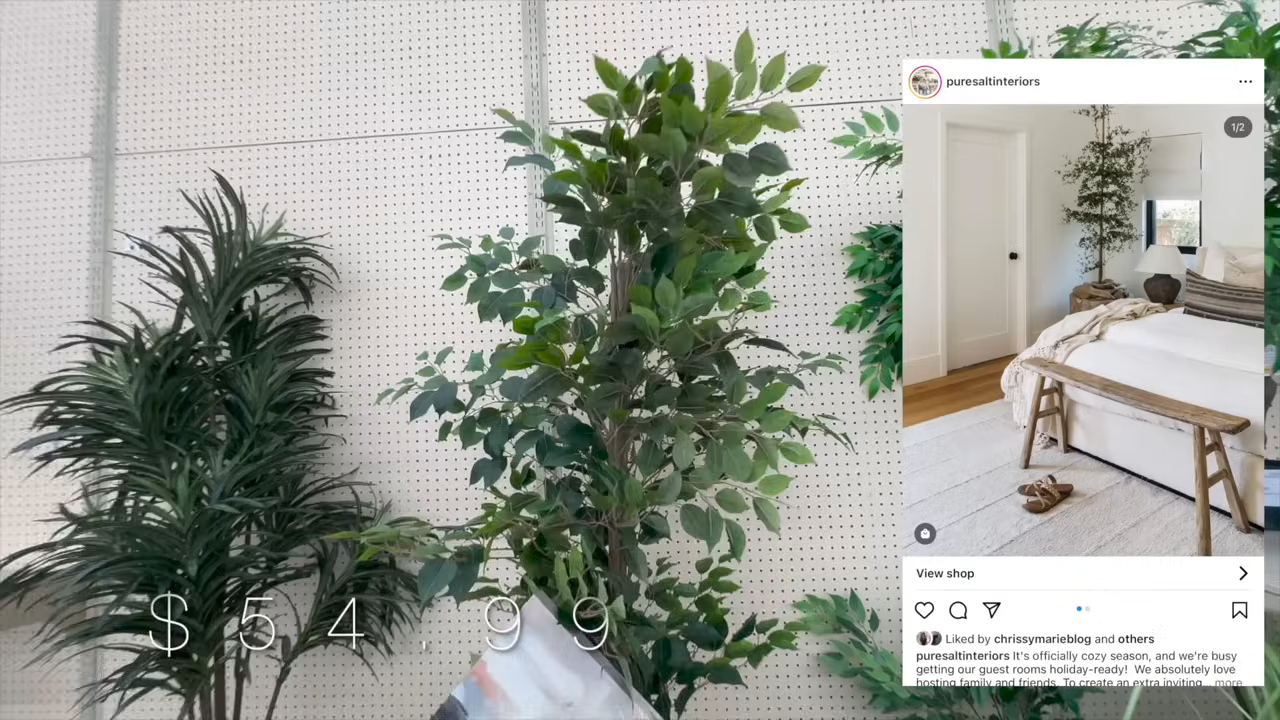 puresaltinteriors
1/2
$54.99
View shop
Liked by chrissymarieblog and others
puresaltinteriors It's officially cozy season, and we're busy
getting our guest rooms holiday-ready! We absolutely love
hosting family and friends. To create an extra inviting... more